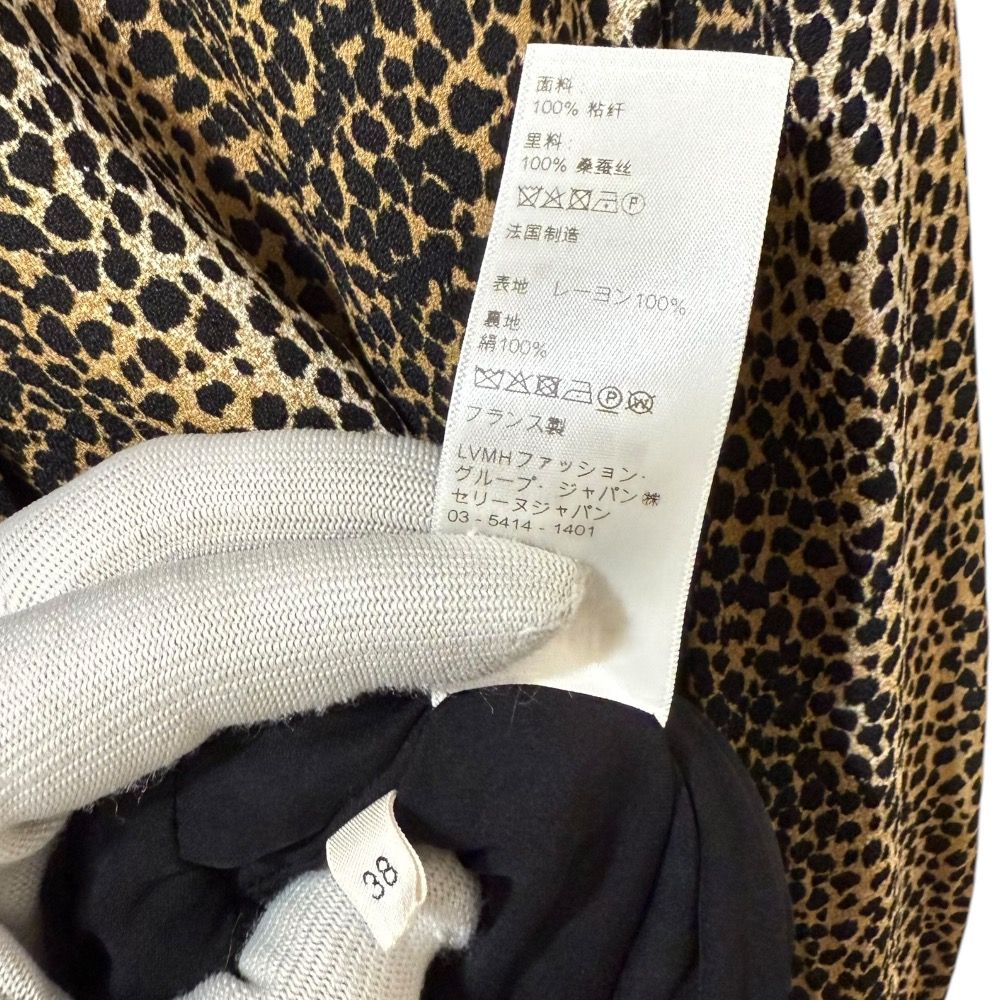 面料:
100% 粘纤
里料:
100% 桑蚕丝
P
法国制造
表地 レーヨン100%
裏地
絹100%
P W
フランス製
LVMHファッション・
グループ・ジャパン㈱
セリーヌジャパン
03 - 5414 - 1401
38